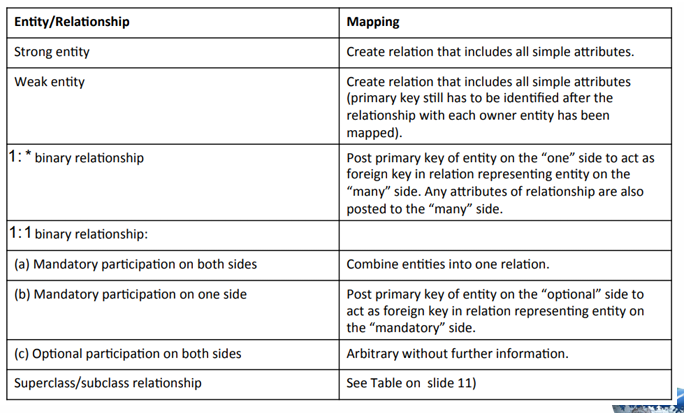 Entity/Relationship Mapping
Strong entity Create relation that includes all simple attributes.
Weak entity Create relation that includes all simple attributes
(primary key still has to be identified after the
relationship with each owner entity has been
mapped).
1:* binary relationship Post primary key of entity on the “one” side to act as
foreign key in relation representing entity on the
“many” side. Any attributes of relationship are also
posted to the “many” side.
1:1 binary relationship:
(a) Mandatory participation on both sides Combine entities into one relation.
(b) Mandatory participation on one side Post primary key of entity on the “optional” side to
act as foreign key in relation representing entity on
the “mandatory” side.
(c) Optional participation on both sides Arbitrary without further information.
Superclass/subclass relationship See Table on slide 11)